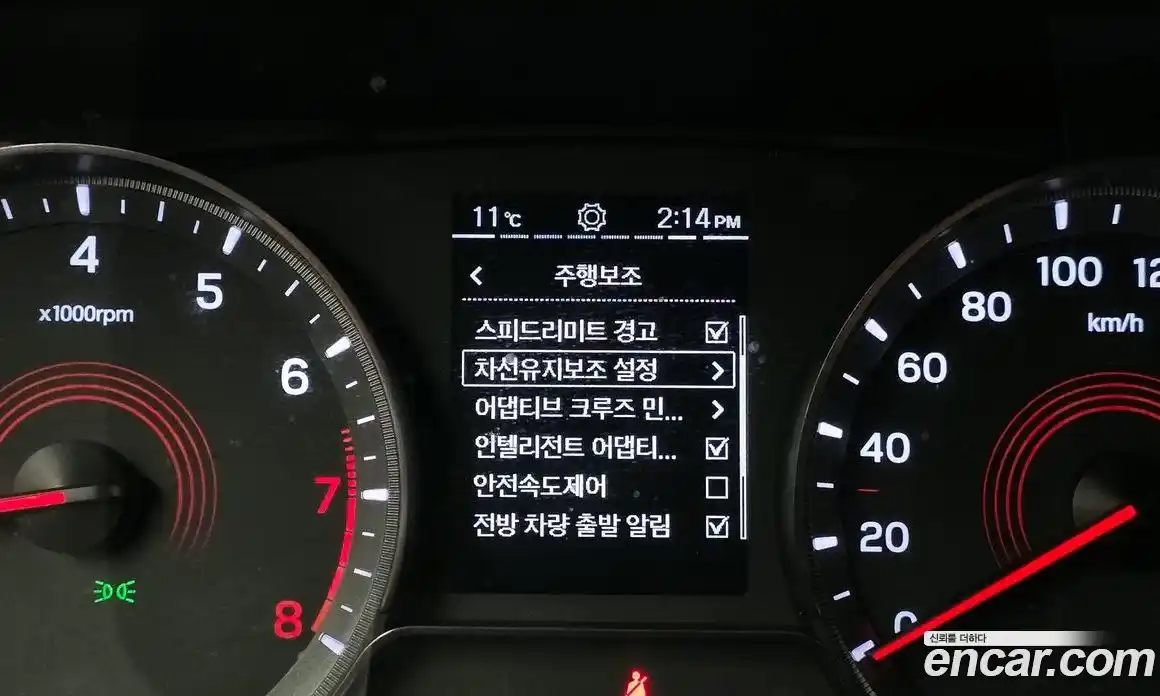 11℃ 2:14 PM
주행보조
스피드리미트 경고
차선유지보조 설정
어댑티브 크루즈 민...
인텔리전트 어댑티...
안전속도제어
전방 차량 출발 알림
4
5
6
7
8
x1000rpm
0
20
40
60
80
100
km/h
신뢰를 더하다
encar.com